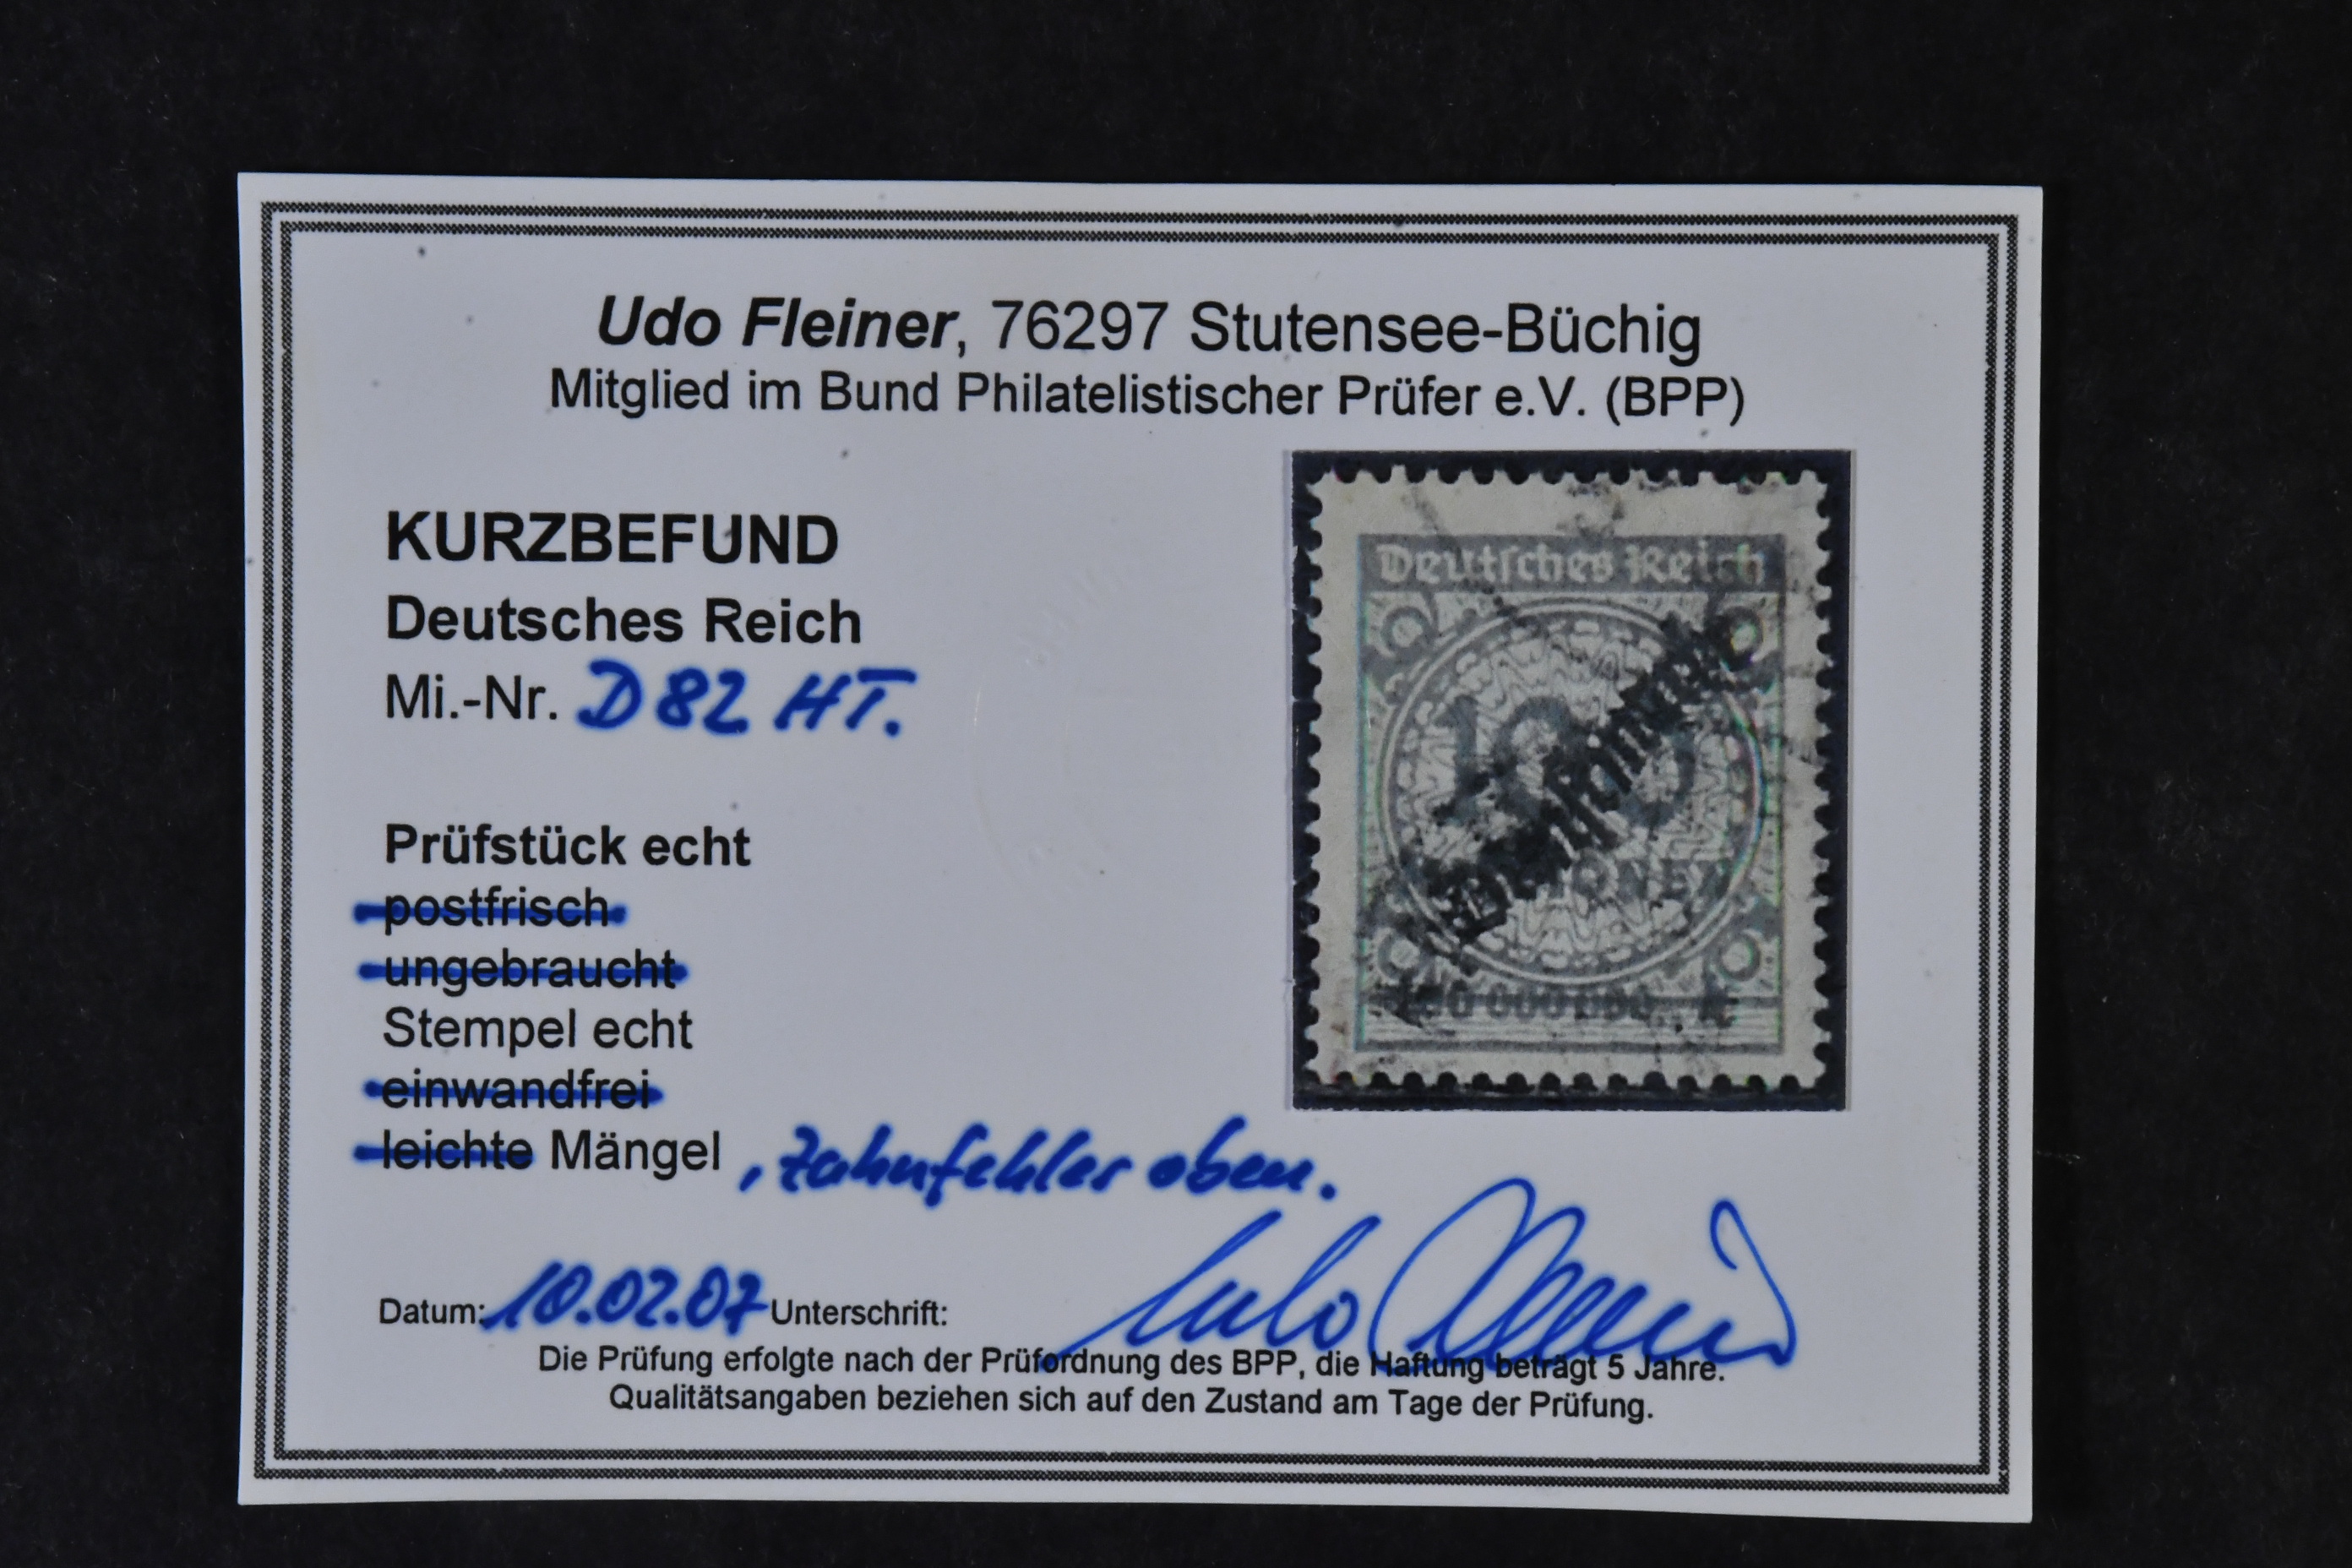 Udo Fleiner, 76297 Stutensee-Büchig
Mitglied im Bund Philatelistischer Prüfer e.V. (BPP)
KURZBEFUND
Deutsches Reich
Mi.-Nr. D 82 HT.
Prüfstück echt
postfrisch
ungebraucht
Stempel echt
einwandfrei
leichte Mängel, Zahnfehler oben.
Datum: 10.02.07 Unterschrift:
Die Prüfung erfolgte nach der Prüfordnung des BPP, die Haftung beträgt 5 Jahre.
Qualitätsangaben beziehen sich auf den Zustand am Tage der Prüfung.
Deutsches Reich
100
Dienstmarke